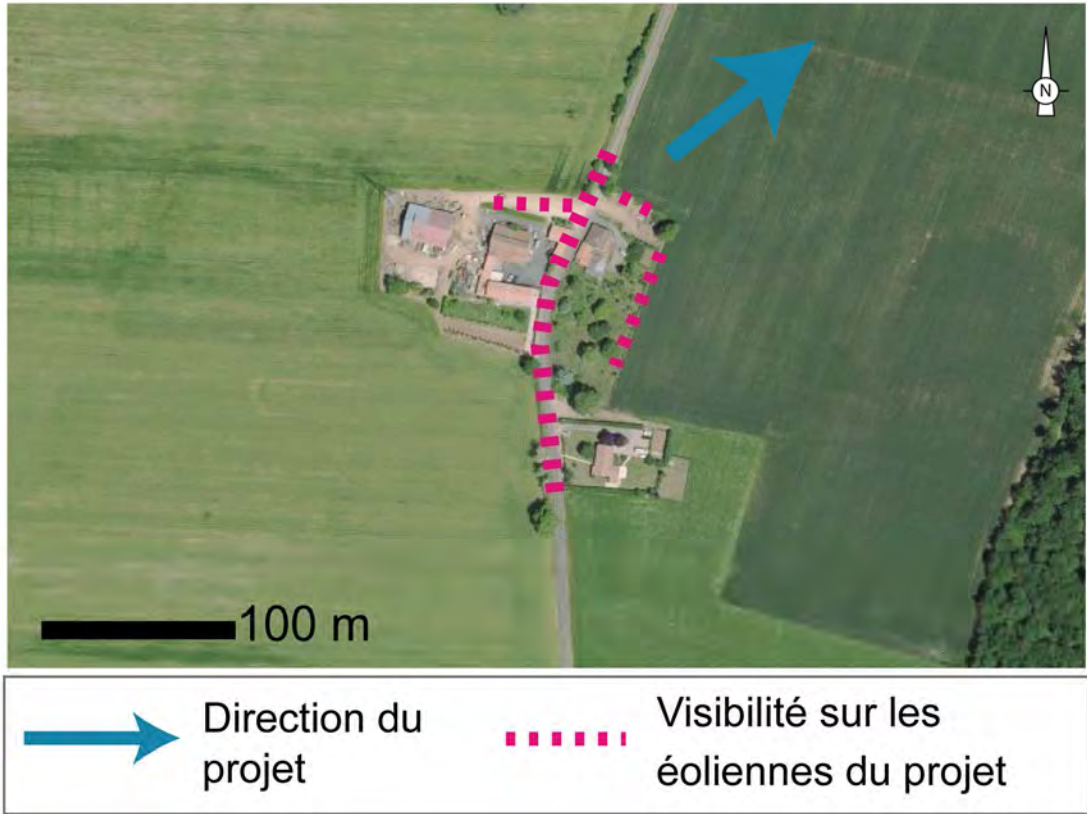 N
100 m
Direction du
projet
Visibilité sur les
éoliennes du projet